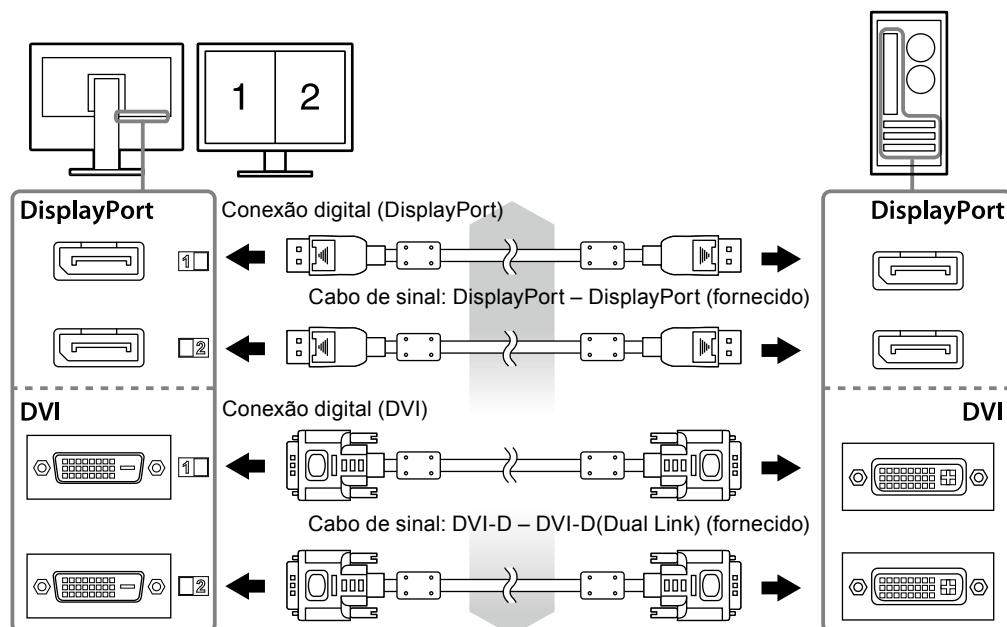 1 2
DisplayPort
Conexão digital (DisplayPort)
DisplayPort
1
Cabo de sinal: DisplayPort – DisplayPort (fornecido)
2
DVI
Conexão digital (DVI)
DVI
1
Cabo de sinal: DVI-D – DVI-D(Dual Link) (fornecido)
2